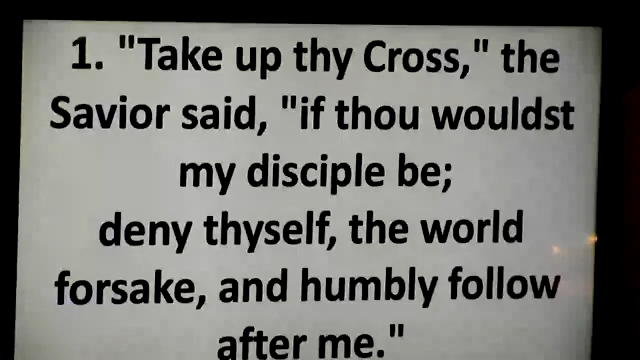 1. "Take up thy Cross," the
Savior said, "if thou wouldst
my disciple be;
deny thyself, the world
forsake, and humbly follow
after me."